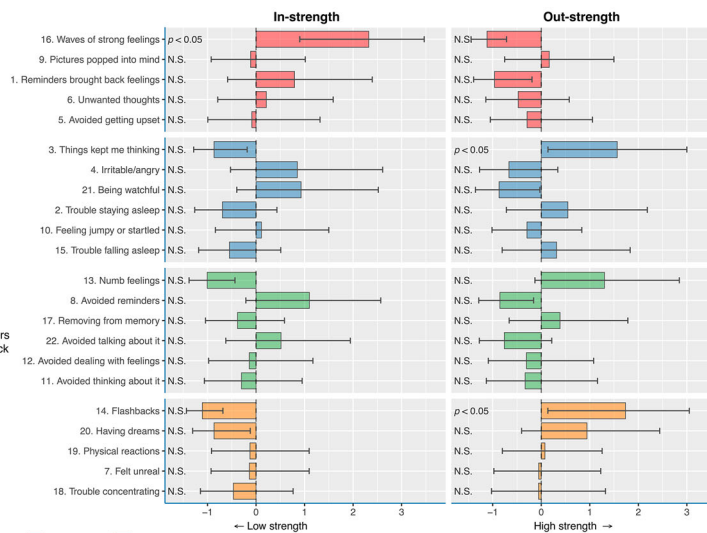 In-strength
Out-strength
16. Waves of strong feelings p < 0.05 N.S.
9. Pictures popped into mind N.S. N.S.
1. Reminders brought back feelings N.S. N.S.
6. Unwanted thoughts N.S. N.S.
5. Avoided getting upset N.S. N.S.
3. Things kept me thinking N.S. p < 0.05
4. Irritable/angry N.S. N.S.
21. Being watchful N.S. N.S.
2. Trouble staying asleep N.S. N.S.
10. Feeling jumpy or startled N.S. N.S.
15. Trouble falling asleep N.S. N.S.
13. Numb feelings N.S. N.S.
8. Avoided reminders N.S. N.S.
17. Removing from memory N.S. N.S.
22. Avoided talking about it N.S. N.S.
12. Avoided dealing with feelings N.S. N.S.
11. Avoided thinking about it N.S. N.S.
14. Flashbacks N.S. p < 0.05
20. Having dreams N.S. N.S.
19. Physical reactions N.S. N.S.
7. Felt unreal N.S. N.S.
18. Trouble concentrating N.S. N.S.
−1 0 1 2 3 −1 0 1 2 3
← Low strength High strength →